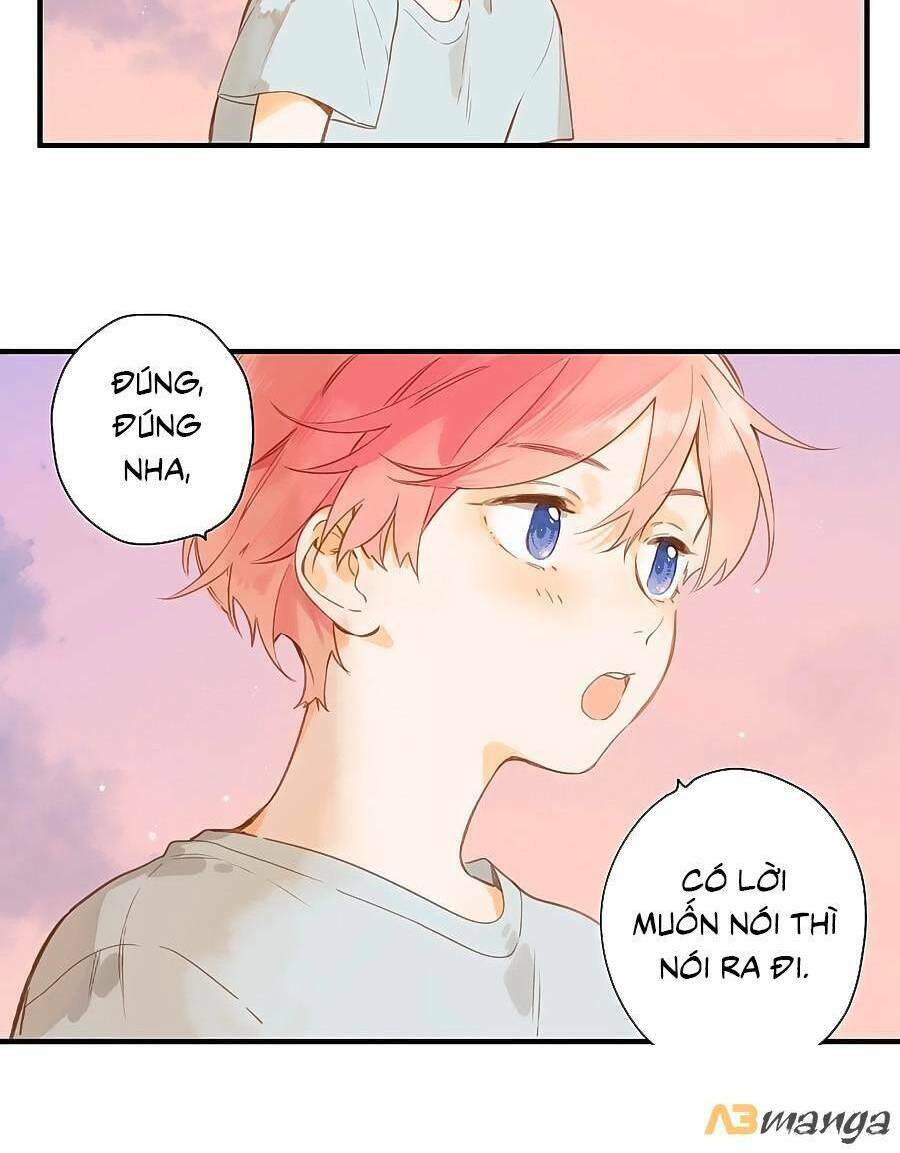 ĐÚNG,
ĐÚNG
NHA,
CÓ LỜI
MUỐN NÓI THÌ
NÓI RA ĐI.
A3manga